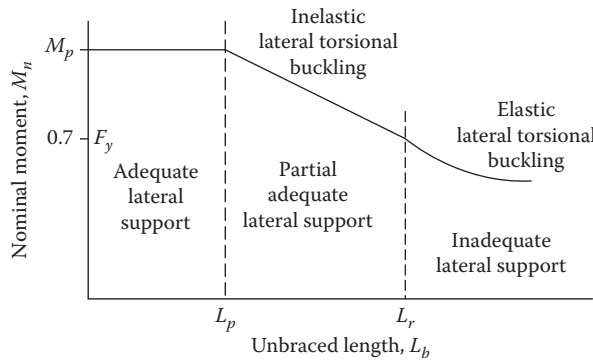 Inelastic
lateral torsional
buckling
M_p
Nominal moment, M_n
0.7 F_y
Elastic
lateral torsional
buckling
Adequate
lateral
support
Partial
adequate
lateral support
Inadequate
lateral support
L_p
L_r
Unbraced length, L_b